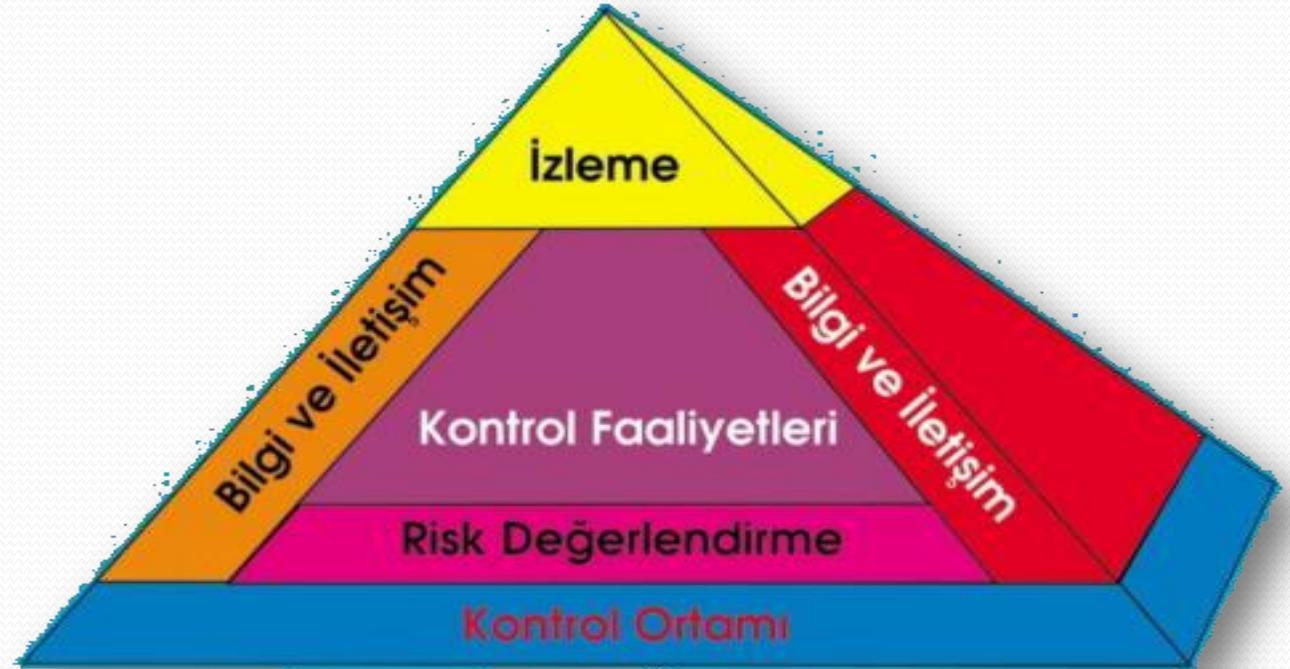 İzleme
Bilgi ve İletişim
Bilgi ve İletişim
Kontrol Faaliyetleri
Risk Değerlendirme
Kontrol Ortamı